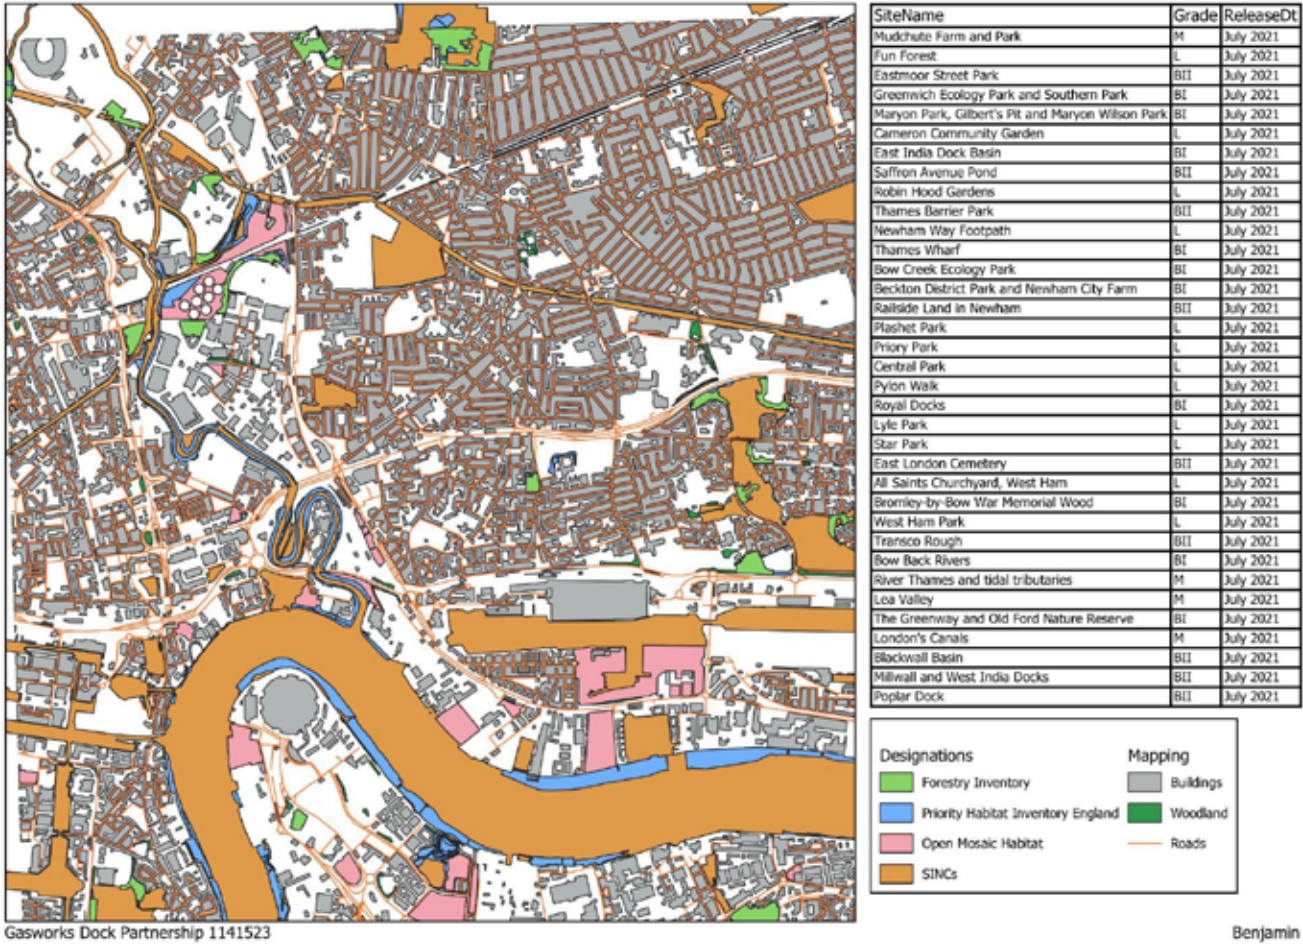 SiteName Grade ReleaseDt
Mudchute Farm and Park M July 2021
Fun Forest L July 2021
Eastmoor Street Park BII July 2021
Greenwich Ecology Park and Southern Park BI July 2021
Maryon Park, Gilbert's Pit and Maryon Wilson Park BI July 2021
Cameron Community Garden L July 2021
East India Dock Basin BI July 2021
Saffron Avenue Pond BII July 2021
Robin Hood Gardens L July 2021
Thames Barrier Park BII July 2021
Newham Way Footpath L July 2021
Thames Wharf BI July 2021
Bow Creek Ecology Park BI July 2021
Beckton District Park and Newham City Farm BI July 2021
Railside Land in Newham BII July 2021
Plashet Park L July 2021
Priory Park L July 2021
Central Park L July 2021
Pylon Walk L July 2021
Royal Docks BI July 2021
Lyle Park L July 2021
Star Park L July 2021
East London Cemetery BII July 2021
All Saints Churchyard, West Ham L July 2021
Bromley-by-Bow War Memorial Wood BI July 2021
West Ham Park L July 2021
Transco Rough BII July 2021
Bow Back Rivers BI July 2021
River Thames and tidal tributaries M July 2021
Lea Valley M July 2021
The Greenway and Old Ford Nature Reserve BI July 2021
London's Canals M July 2021
Blackwall Basin BII July 2021
Millwall and West India Docks BII July 2021
Poplar Dock BII July 2021
Designations Mapping
Forestry Inventory Buildings
Priority Habitat Inventory England Woodland
Open Mosaic Habitat Roads
SINCs
Gasworks Dock Partnership 1141523 Benjamin